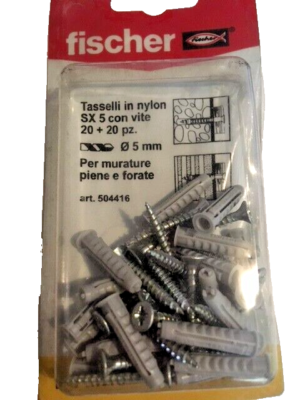 fischer
Tasselli in nylon
SX 5 con vite
20 + 20 pz.
Ø 5 mm
Per murature
piene e forate
art. 504416